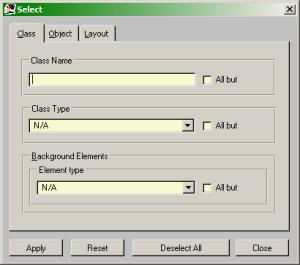 Select
Class Object Layout
Class Name
All but
Class Type
N/A All but
Background Elements
Element type
N/A All but
Apply Reset Deselect All Close